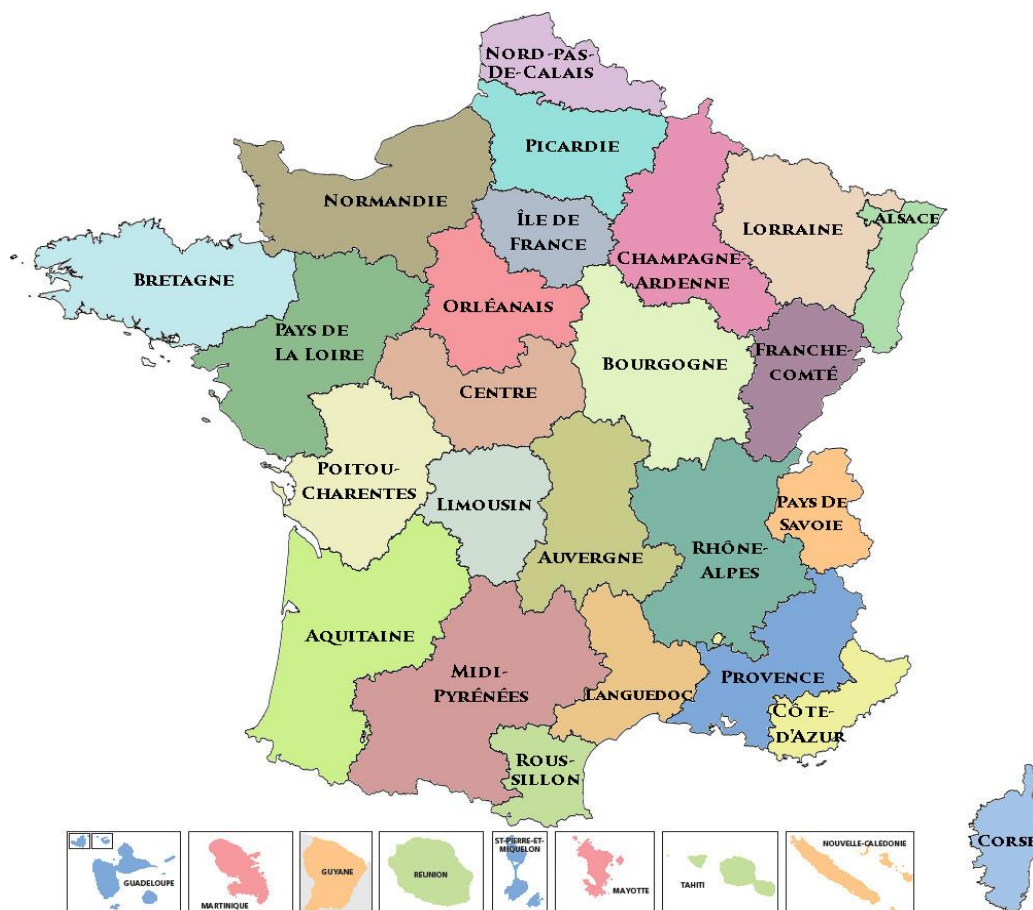 NORD-PAS-
DE-CALAIS
PICARDIE
NORMANDIE
ÎLE DE
FRANCE
CHAMPAGNE-
ARDENNE
LORRAINE
ALSACE
BRETAGNE
PAYS DE
LA LOIRE
ORLÉANAIS
CENTRE
BOURGOGNE
FRANCHE-
COMTÉ
POITOU-
CHARENTES
LIMOUSIN
AUVERGNE
RHÔNE-
ALPES
PAYS DE
SAVOIE
AQUITAINE
MIDI-
PYRÉNÉES
LANGUEDOC
PROVENCE
CÔTE-
D'AZUR
ROUS-
SILLON
CORSE
GUADELOUPE
MARTINIQUE
GUYANE
RÉUNION
ST-PIERRE-ET-
MIQUELON
MAYOTTE
TAHITI
NOUVELLE-CALEDONIE